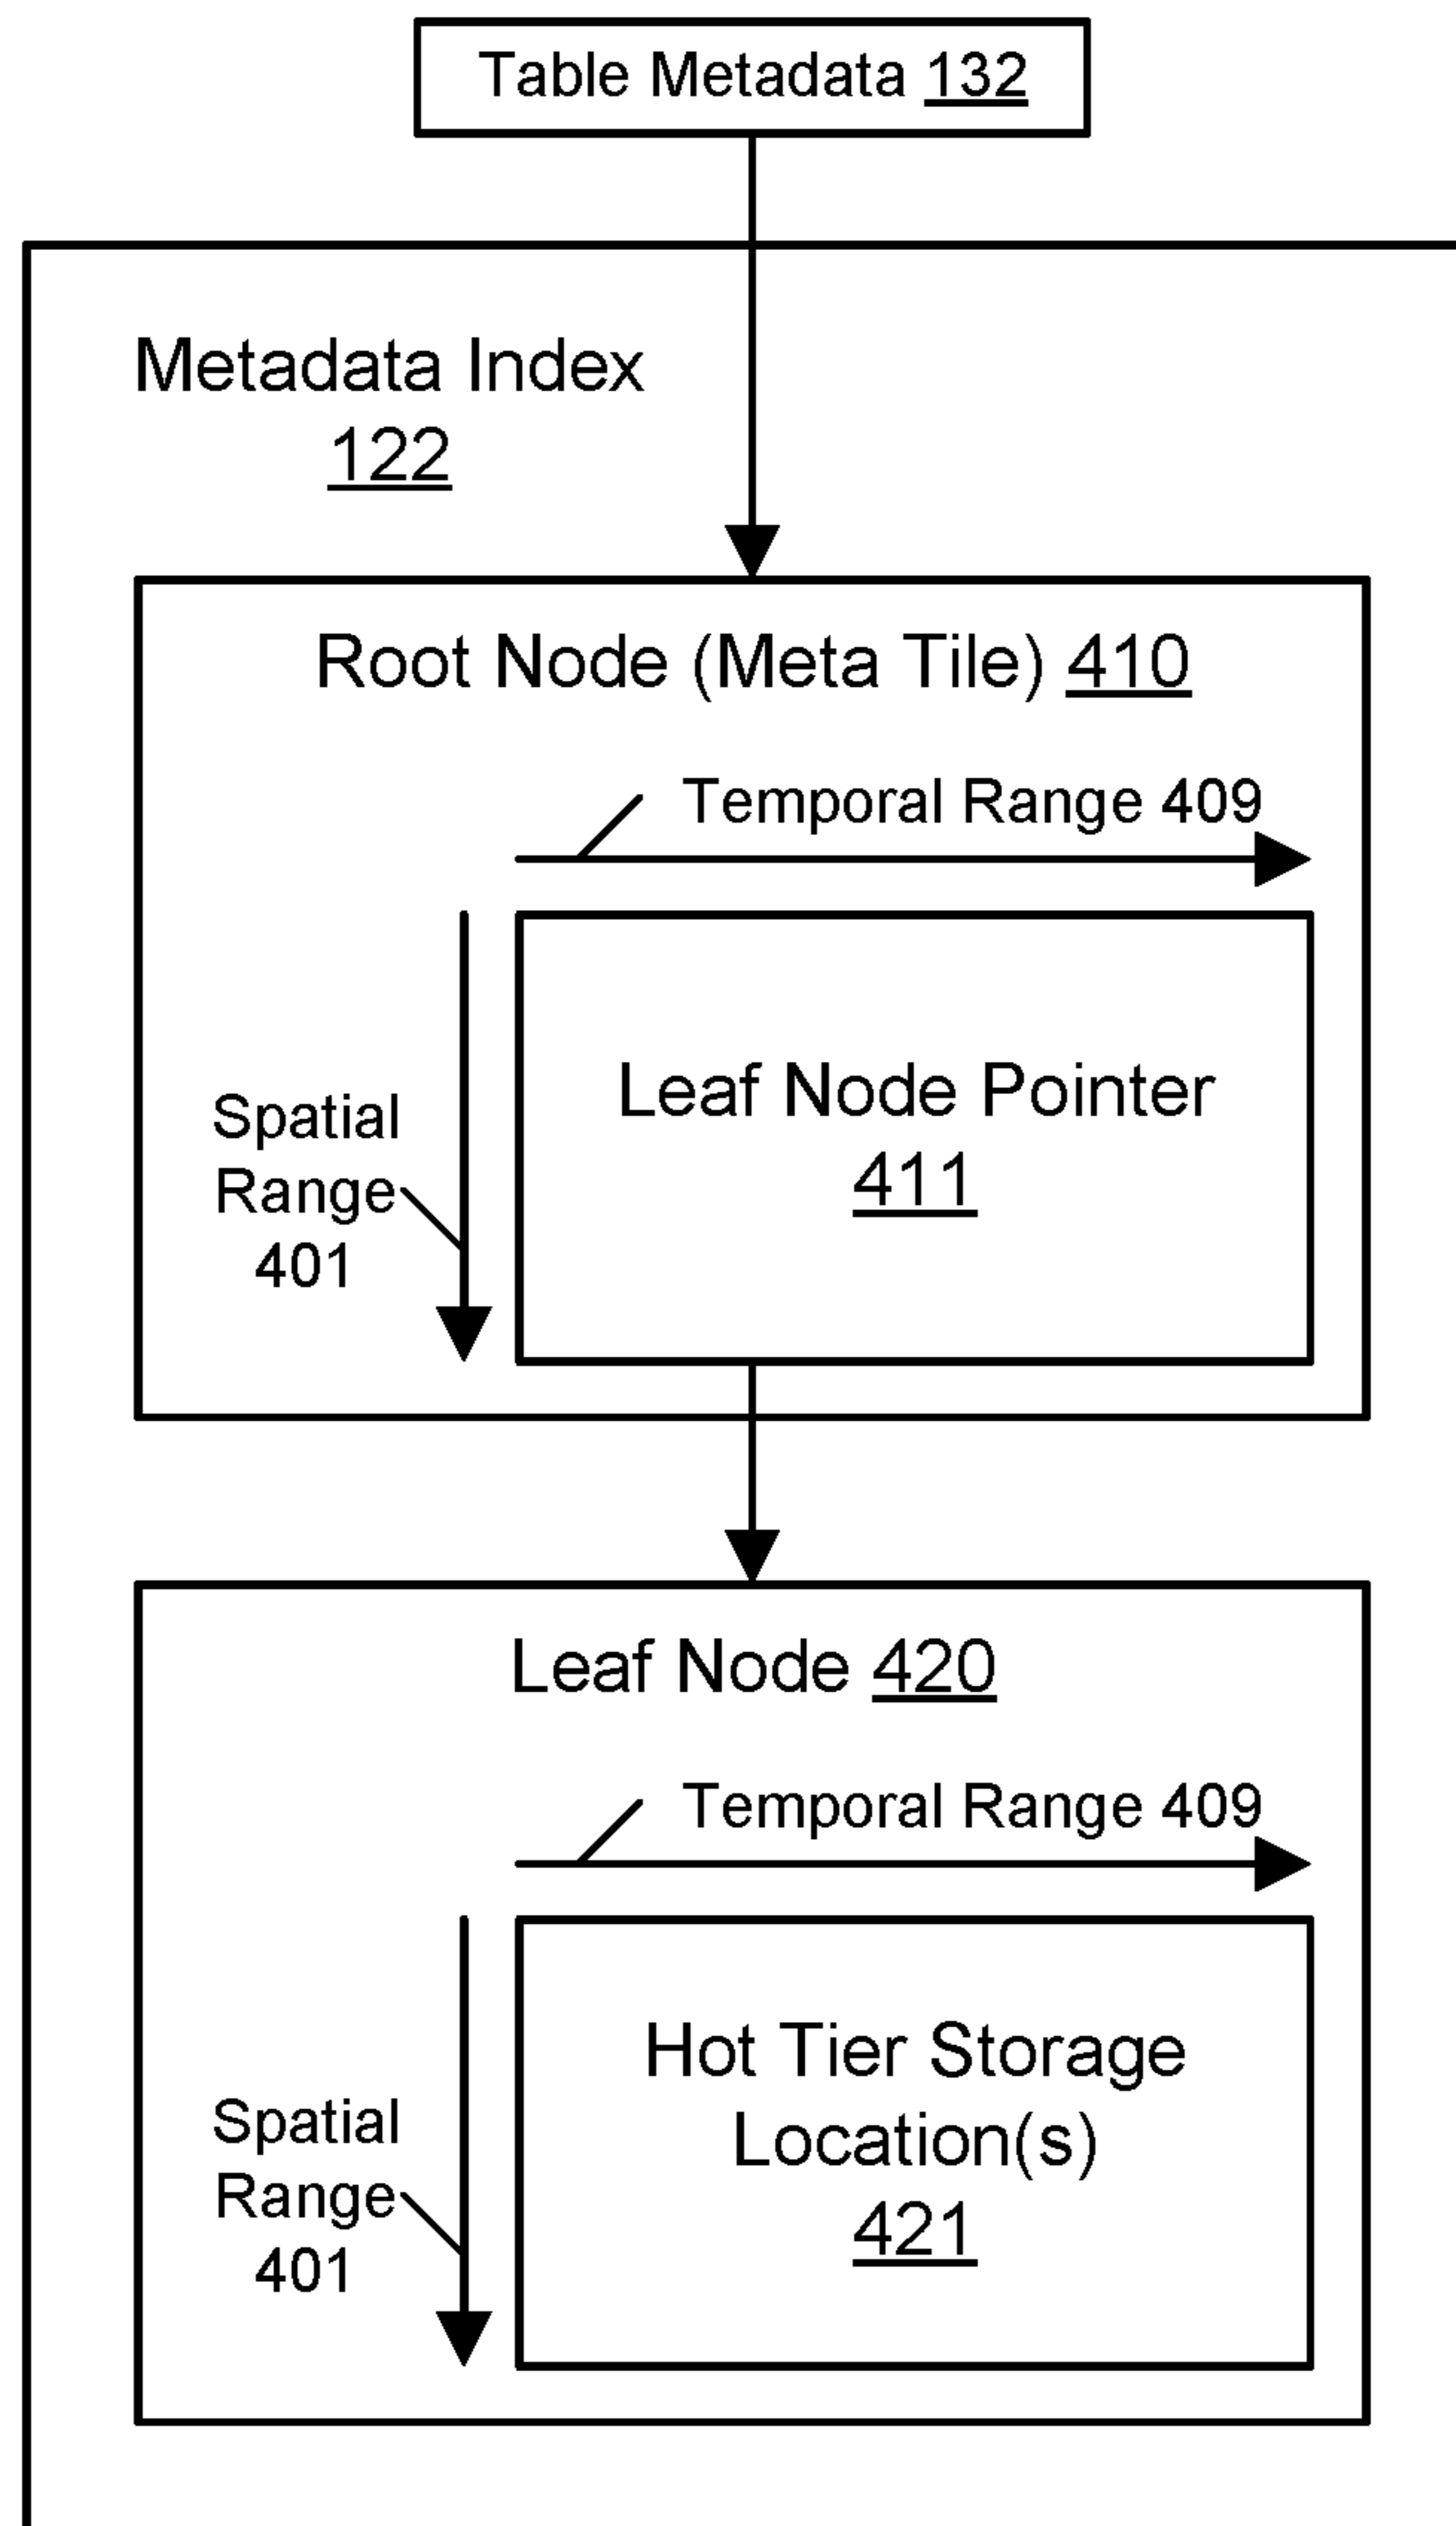 Table Metadata 132
Metadata Index
122
Root Node (Meta Tile) 410
Temporal Range 409
Leaf Node Pointer
411
Spatial
Range
401
Leaf Node 420
Temporal Range 409
Hot Tier Storage
Location(s)
421
Spatial
Range
401